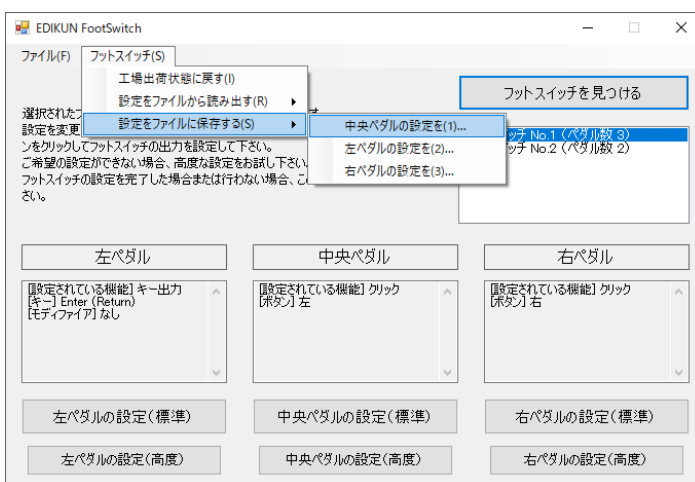 EDIKUN FootSwitch
ファイル(F) フットスイッチ(S)
工場出荷状態に戻す(I)
設定をファイルから読み出す(R)
設定をファイルに保存する(S)
中央ペダルの設定を(1)...
左ペダルの設定を(2)...
右ペダルの設定を(3)...
フットスイッチを見つける
選択された
設定を変更
ンをクリックしてフットスイッチの出力を設定して下さい。
ご希望の設定ができない場合、高度な設定をお試し下さい
フットスイッチの設定を完了した場合または行わない場合、こ
さい。
ッチ No.1 (ペダル数 3)
ッチ No.2 (ペダル数 2)
左ペダル
中央ペダル
右ペダル
[設定されている機能] キー出力
[キー] Enter (Return)
[モディファイア] なし
[設定されている機能] クリック
[ボタン] 左
[設定されている機能] クリック
[ボタン] 右
左ペダルの設定(標準)
中央ペダルの設定(標準)
右ペダルの設定(標準)
左ペダルの設定(高度)
中央ペダルの設定(高度)
右ペダルの設定(高度)